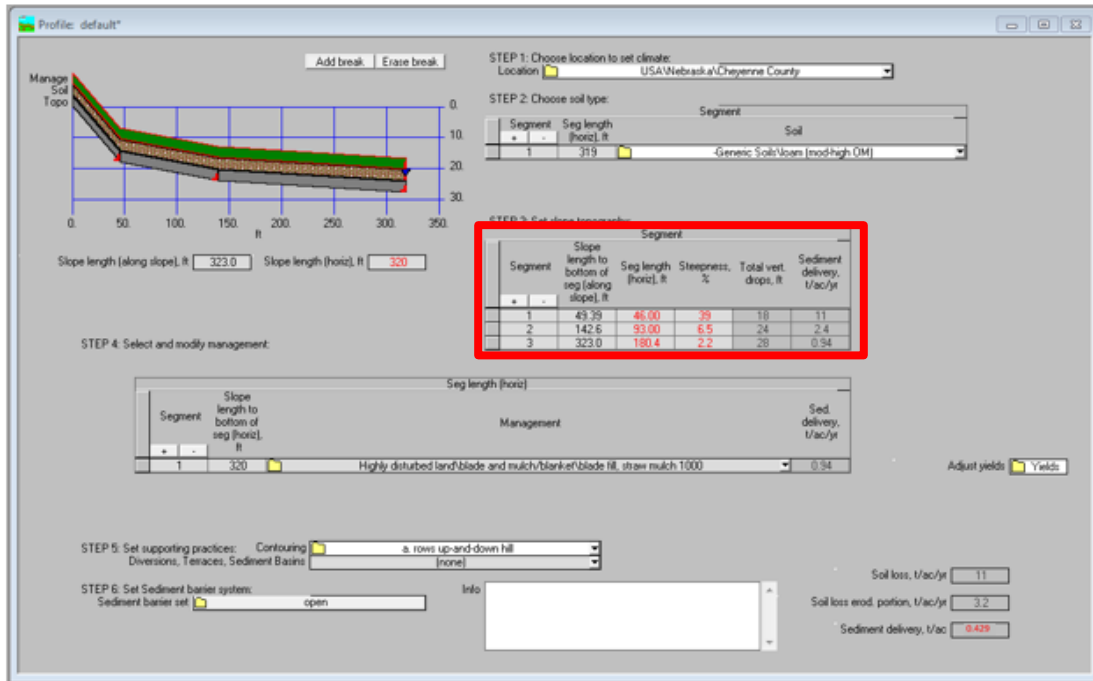 Profile: default*
Add break Erase break
Manage
Soil
Topo
0.
10.
20.
30.
0. 50. 100. 150. 200. 250. 300. 350.
ft
Slope length (along slope), ft 323.0 Slope length (horiz), ft 320
STEP 1: Choose location to set climate:
Location USA\Nebraska\Cheyenne County
STEP 2: Choose soil type:
Segment
Segment Seg length (horiz), ft Soil
+ -
1 319 -Generic Soils\loam (mod-high OM)
STEP 3: Set slope topography:
Segment
Segment Slope length to bottom of seg (along slope), ft Seg length (horiz), ft Steepness, % Total vert. drops, ft Sediment delivery, t/ac/yr
+ -
1 49.39 46.00 39 18 11
2 142.6 93.00 6.5 24 2.4
3 323.0 180.4 2.2 28 0.94
STEP 4: Select and modify management:
Seg length (horiz)
Segment Slope length to bottom of seg (horiz), ft Management Sed. delivery, t/ac/yr
+ -
1 320 Highly disturbed land\blade and mulch/blanket\blade fill, straw mulch 1000 0.94
Adjust yields Yields
STEP 5: Set supporting practices: Contouring a. rows up-and-down hill
Diversions, Terraces, Sediment Basins (none)
STEP 6: Set Sediment barrier system:
Sediment barrier set open
Info
Soil loss, t/ac/yr 11
Soil loss erod. portion, t/ac/yr 3.2
Sediment delivery, t/ac 0.429